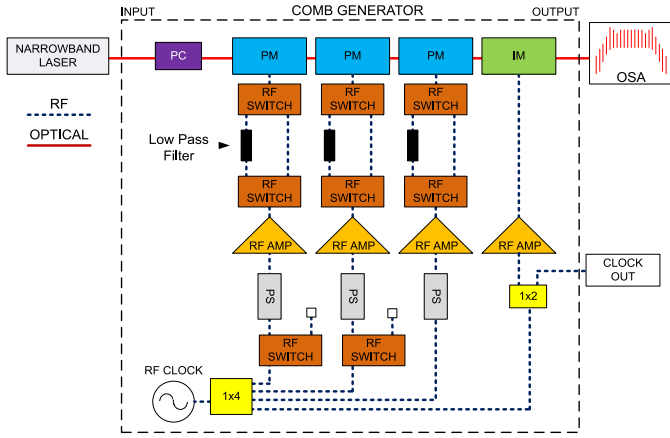 INPUT
COMB GENERATOR
OUTPUT
NARROWBAND
LASER
PC
PM
PM
PM
IM
OSA
RF
OPTICAL
RF
SWITCH
RF
SWITCH
RF
SWITCH
Low Pass
Filter
RF
SWITCH
RF
SWITCH
RF
SWITCH
RF AMP
RF AMP
RF AMP
RF AMP
CLOCK
OUT
PS
PS
PS
1x2
RF
SWITCH
RF
SWITCH
RF CLOCK
1x4